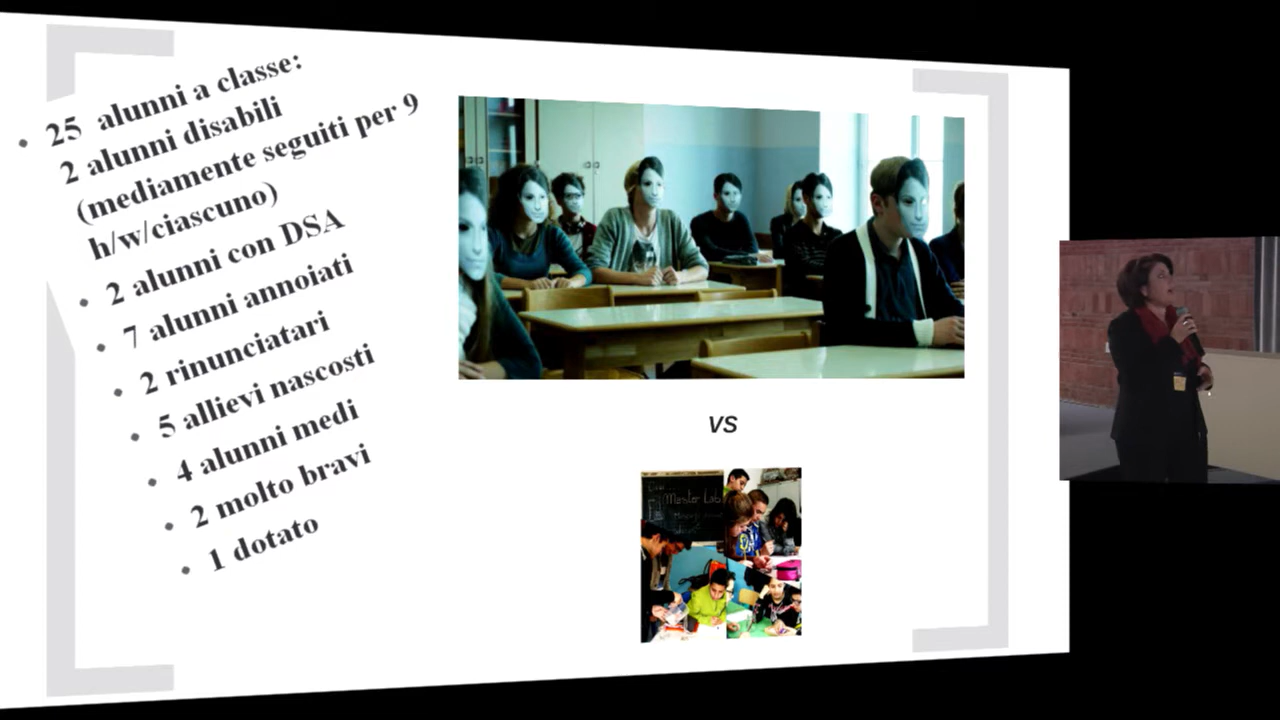 25 alunni a classe:
2 alunni disabili
(mediamente seguiti per 9
h/w/ciascuno)
2 alunni con DSA
7 alunni annoiati
2 rinunciatari
5 allievi nascosti
4 alunni medi
2 molto bravi
1 dotato
VS
Master Lab